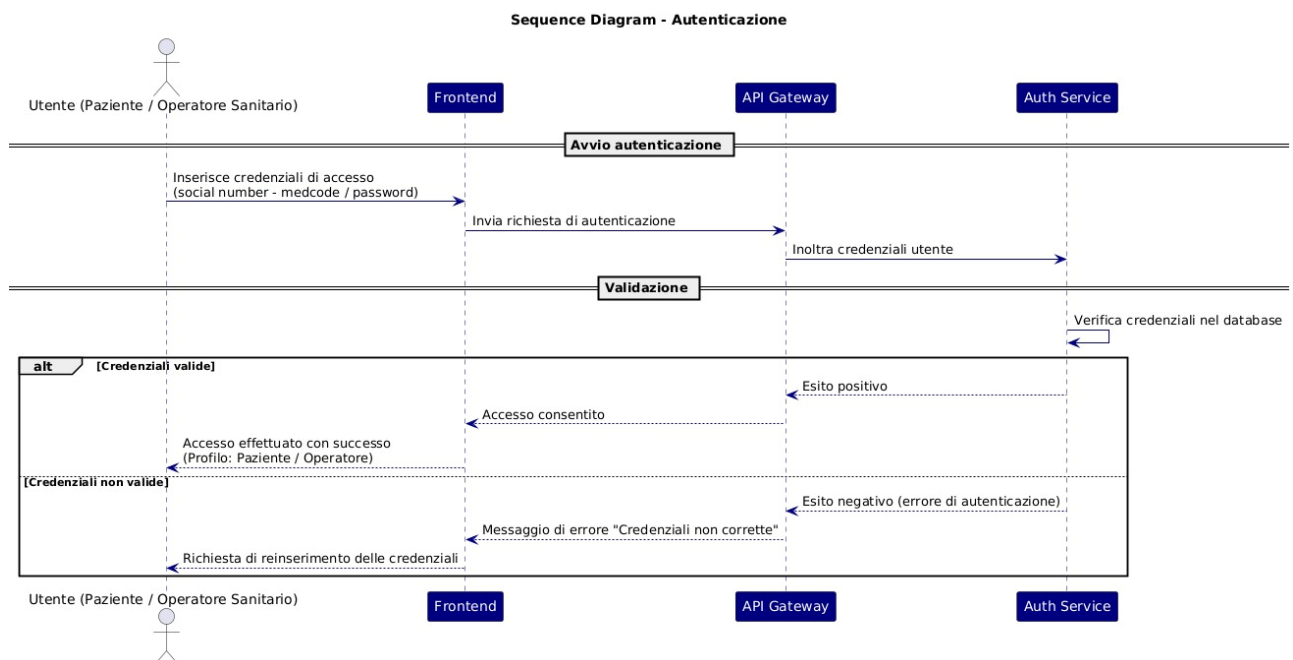 Sequence Diagram - Autenticazione
Utente (Paziente / Operatore Sanitario)
Frontend
API Gateway
Auth Service
Avvio autenticazione
Inserisce credenziali di accesso
(social number - medcode / password)
Invia richiesta di autenticazione
Inoltra credenziali utente
Validazione
Verifica credenziali nel database
alt
[Credenziali valide]
Esito positivo
Accesso consentito
Accesso effettuato con successo
(Profilo: Paziente / Operatore)
[Credenziali non valide]
Esito negativo (errore di autenticazione)
Messaggio di errore "Credenziali non corrette"
Richiesta di reinserimento delle credenziali
Utente (Paziente / Operatore Sanitario)
Frontend
API Gateway
Auth Service